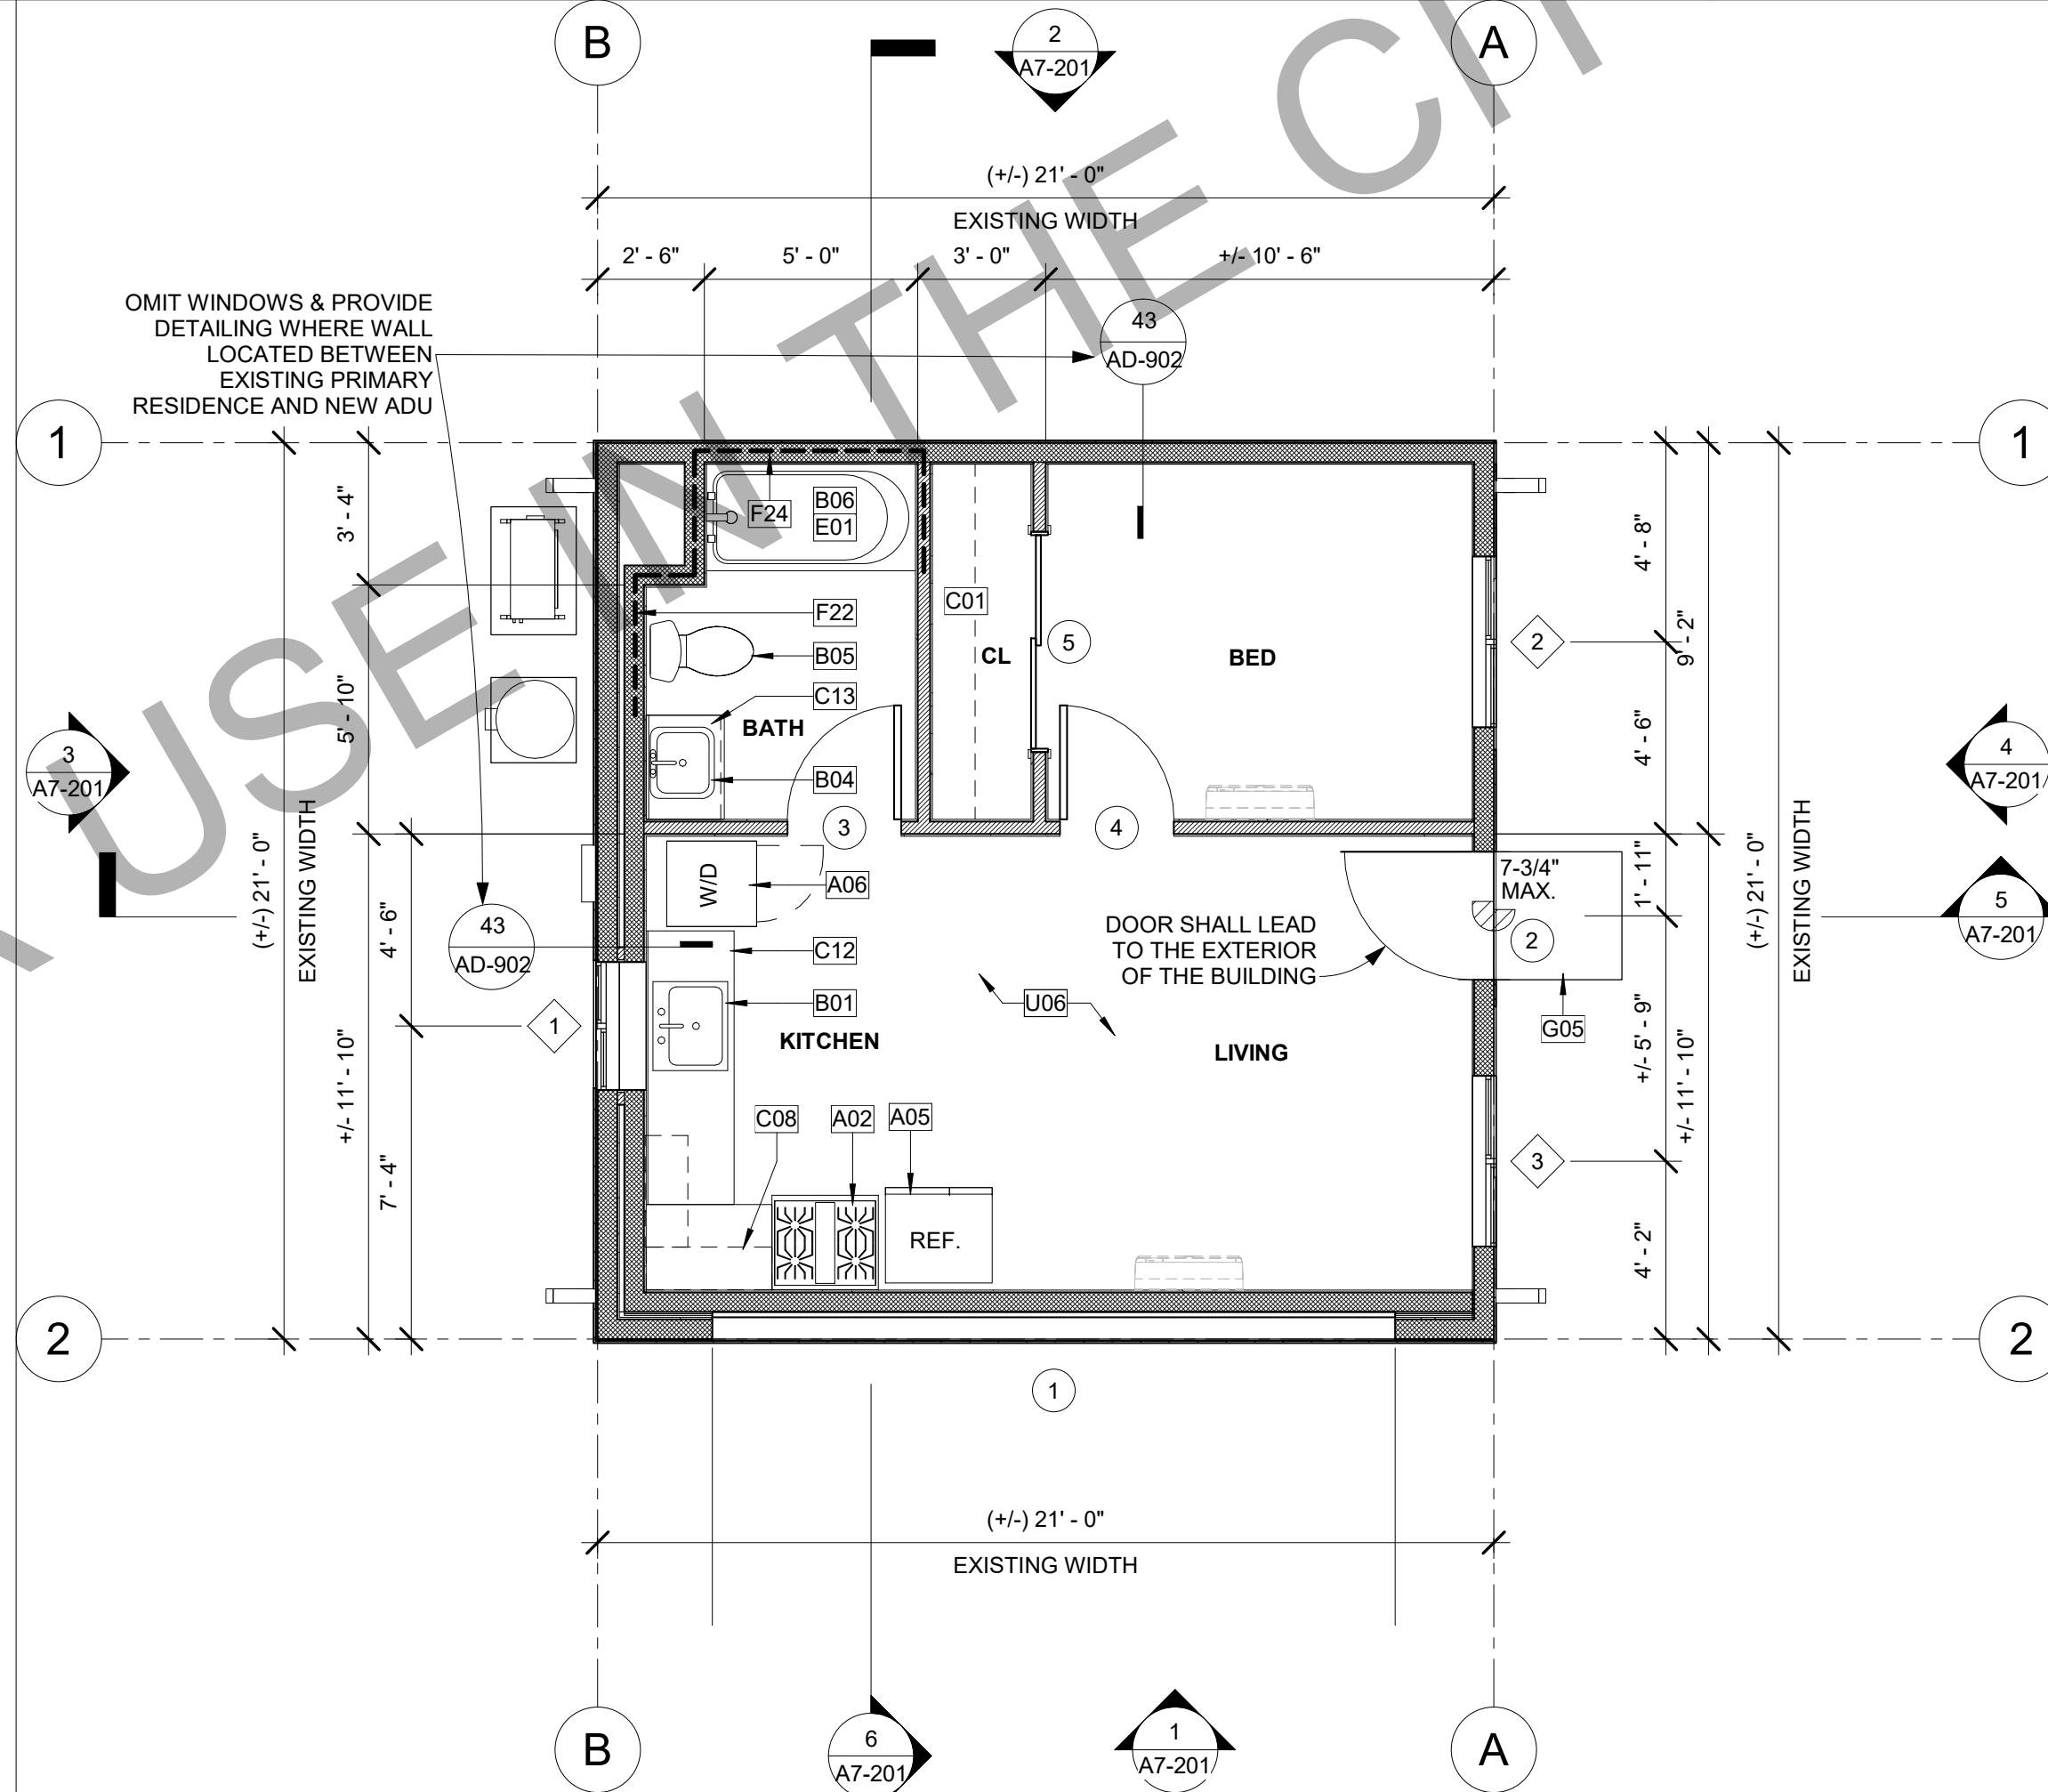 B
A
2
A7-201
(+/-) 21' - 0"
EXISTING WIDTH
2' - 6"
5' - 0"
3' - 0"
+/- 10' - 6"
OMIT WINDOWS & PROVIDE
DETAILING WHERE WALL
LOCATED BETWEEN
EXISTING PRIMARY
RESIDENCE AND NEW ADU
43
AD-902
1
1
3' - 4"
5' - 10"
4' - 6"
+/- 11' - 10"
7' - 4"
(+/-) 21' - 0"
EXISTING WIDTH
3
A7-201
43
AD-902
1
F24
B06
E01
F22
B05
C13
BATH
B04
C01
CL
5
BED
3
4
W/D
A06
C12
B01
KITCHEN
U06
LIVING
DOOR SHALL LEAD
TO THE EXTERIOR
OF THE BUILDING
7-3/4"
MAX.
2
G05
C08
A02
A05
REF.
2
3
4' - 8"
4' - 6"
9' - 2"
1' - 11"
+/- 5' - 9"
+/- 11' - 10"
4' - 2"
(+/-) 21' - 0"
EXISTING WIDTH
4
A7-201
5
A7-201
2
2
1
(+/-) 21' - 0"
EXISTING WIDTH
B
6
A7-201
1
A7-201
A
USE IN THE